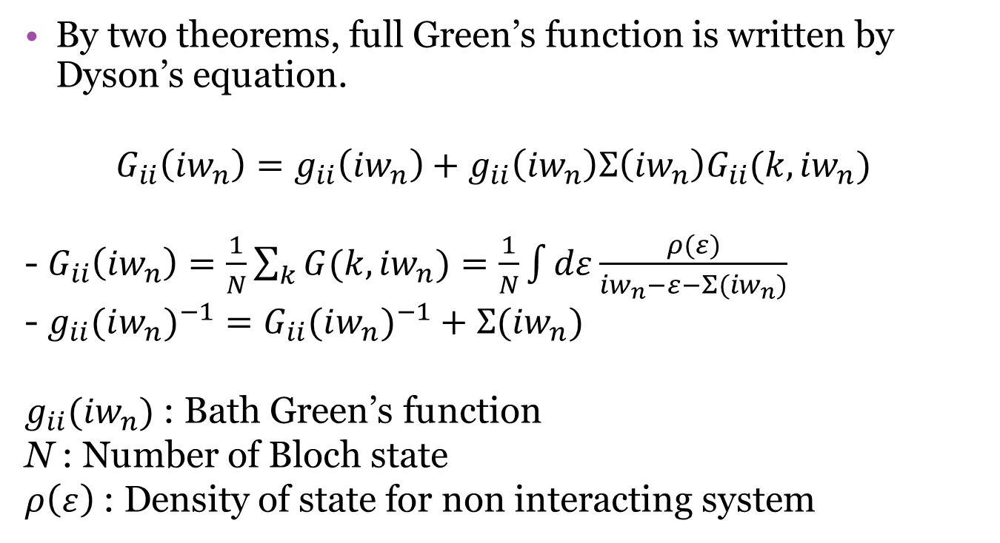 • By two theorems, full Green’s function is written by
Dyson’s equation.
$G_{ii}(iw_n) = g_{ii}(iw_n) + g_{ii}(iw_n)\Sigma(iw_n)G_{ii}(k, iw_n)$
- $G_{ii}(iw_n) = \frac{1}{N}\sum_k G(k, iw_n) = \frac{1}{N}\int d\varepsilon \frac{\rho(\varepsilon)}{iw_n-\varepsilon-\Sigma(iw_n)}$
- $g_{ii}(iw_n)^{-1} = G_{ii}(iw_n)^{-1} + \Sigma(iw_n)$
$g_{ii}(iw_n)$ : Bath Green’s function
$N$ : Number of Bloch state
$\rho(\varepsilon)$ : Density of state for non interacting system